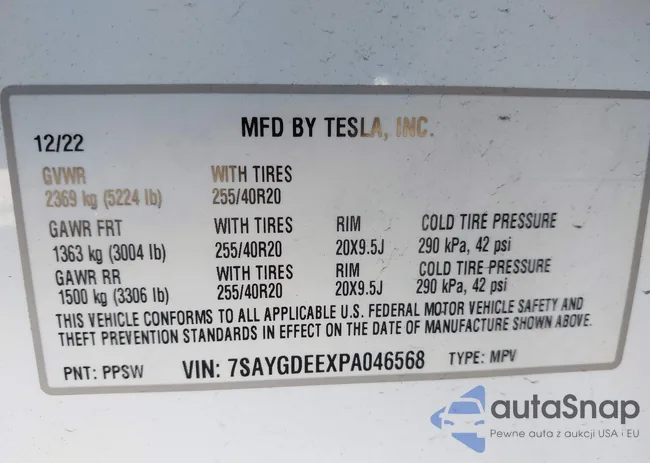 12/22 MFD BY TESLA, INC.
GVWR WITH TIRES
2369 kg (5224 lb) 255/40R20
GAWR FRT WITH TIRES RIM COLD TIRE PRESSURE
1363 kg (3004 lb) 255/40R20 20X9.5J 290 kPa, 42 psi
GAWR RR WITH TIRES RIM COLD TIRE PRESSURE
1500 kg (3306 lb) 255/40R20 20X9.5J 290 kPa, 42 psi
THIS VEHICLE CONFORMS TO ALL APPLICABLE U.S. FEDERAL MOTOR VEHICLE SAFETY AND
THEFT PREVENTION STANDARDS IN EFFECT ON THE DATE OF MANUFACTURE SHOWN ABOVE.
PNT: PPSW VIN: 7SAYGDEEXPA046568 TYPE: MPV
autaSnap
Pewne auta z aukcji USA i EU